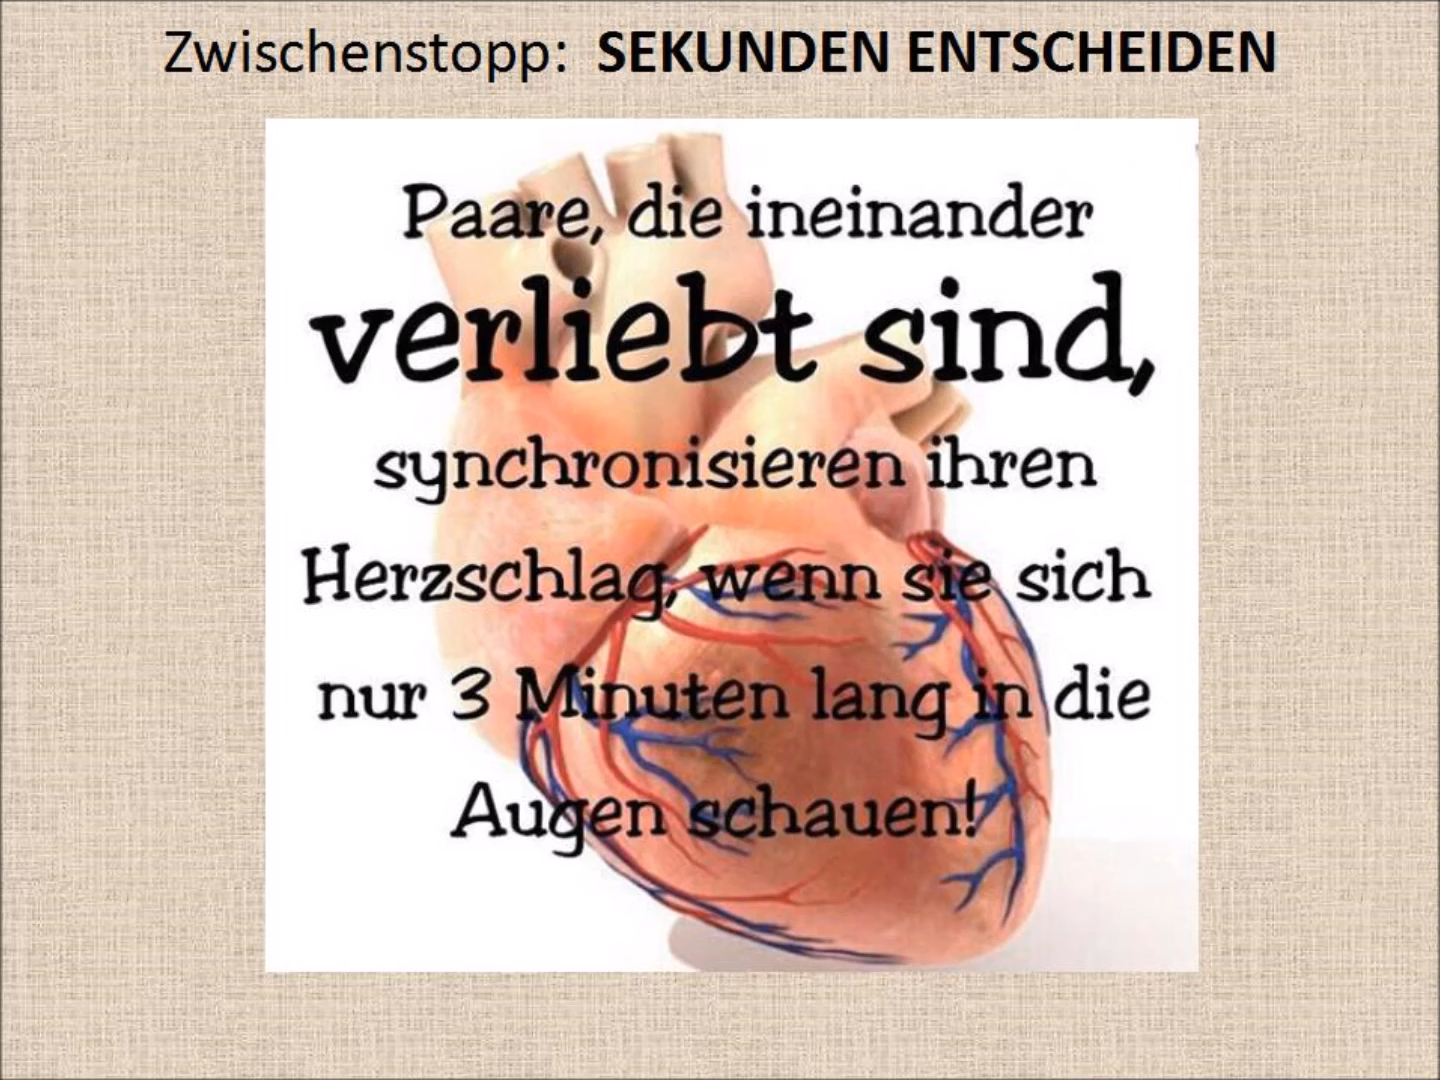 Zwischenstopp: SEKUNDEN ENTSCHEIDEN
Paare, die ineinander
verliebt sind,
synchronisieren ihren
Herzschlag, wenn sie sich
nur 3 Minuten lang in die
Augen schauen!